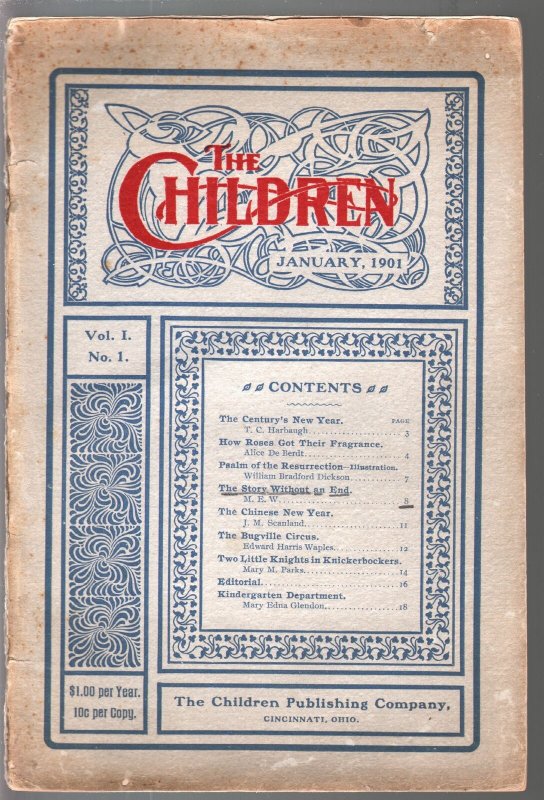 THE
CHILDREN
JANUARY, 1901
Vol. I.
No. 1.
CONTENTS
The Century's New Year. PAGE
T. C. Harbaugh 3
How Roses Got Their Fragrance.
Alice De Berdt 4
Psalm of the Resurrection—Illustration.
William Bradford Dickson 7
The Story Without an End.
M. E. W. 8
The Chinese New Year.
J. M. Scanland 11
The Bugville Circus.
Edward Harris Waples 12
Two Little Knights in Knickerbockers.
Mary M. Parks 14
Editorial 16
Kindergarten Department.
Mary Edna Glendon 18
$1.00 per Year.
10c per Copy.
The Children Publishing Company,
CINCINNATI, OHIO.